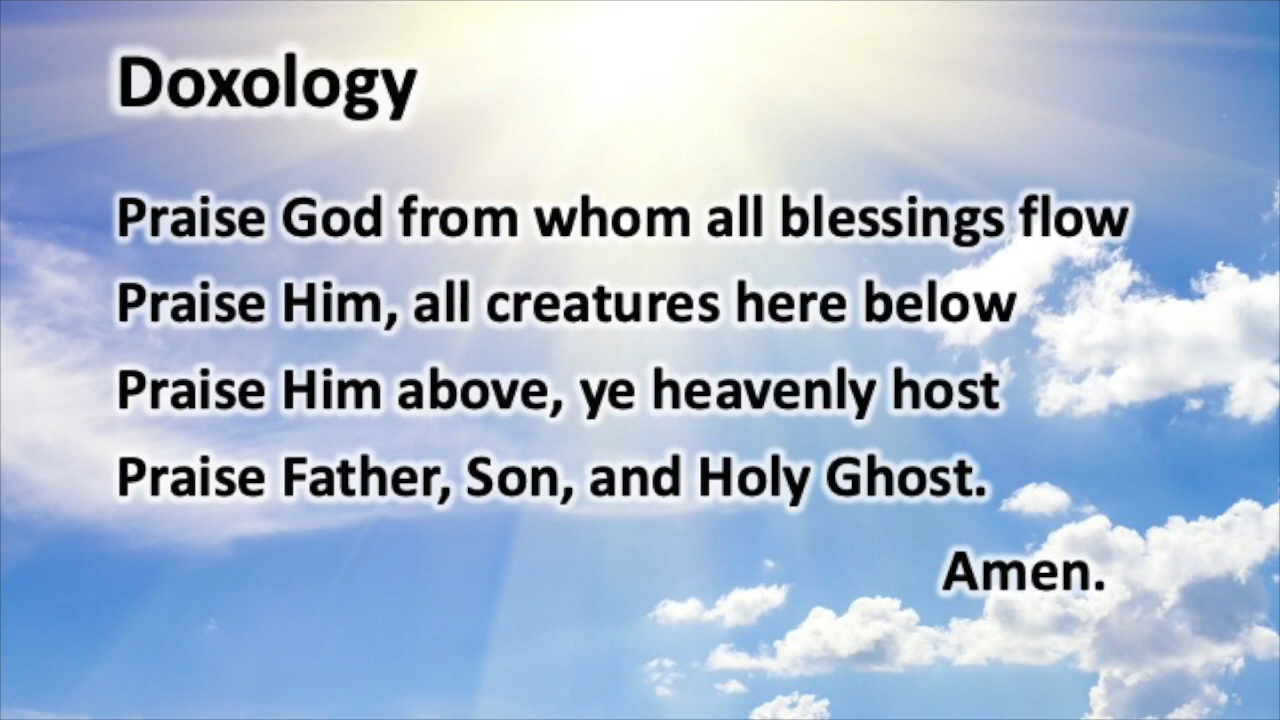 Doxology
Praise God from whom all blessings flow
Praise Him, all creatures here below
Praise Him above, ye heavenly host
Praise Father, Son, and Holy Ghost.
Amen.